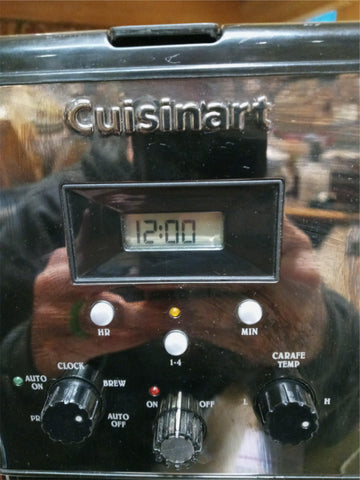 Cuisinart
12:00
HR
MIN
1-4
CLOCK
AUTO ON
BREW
AUTO OFF
ON
OFF
CARAFE
TEMP
L
H